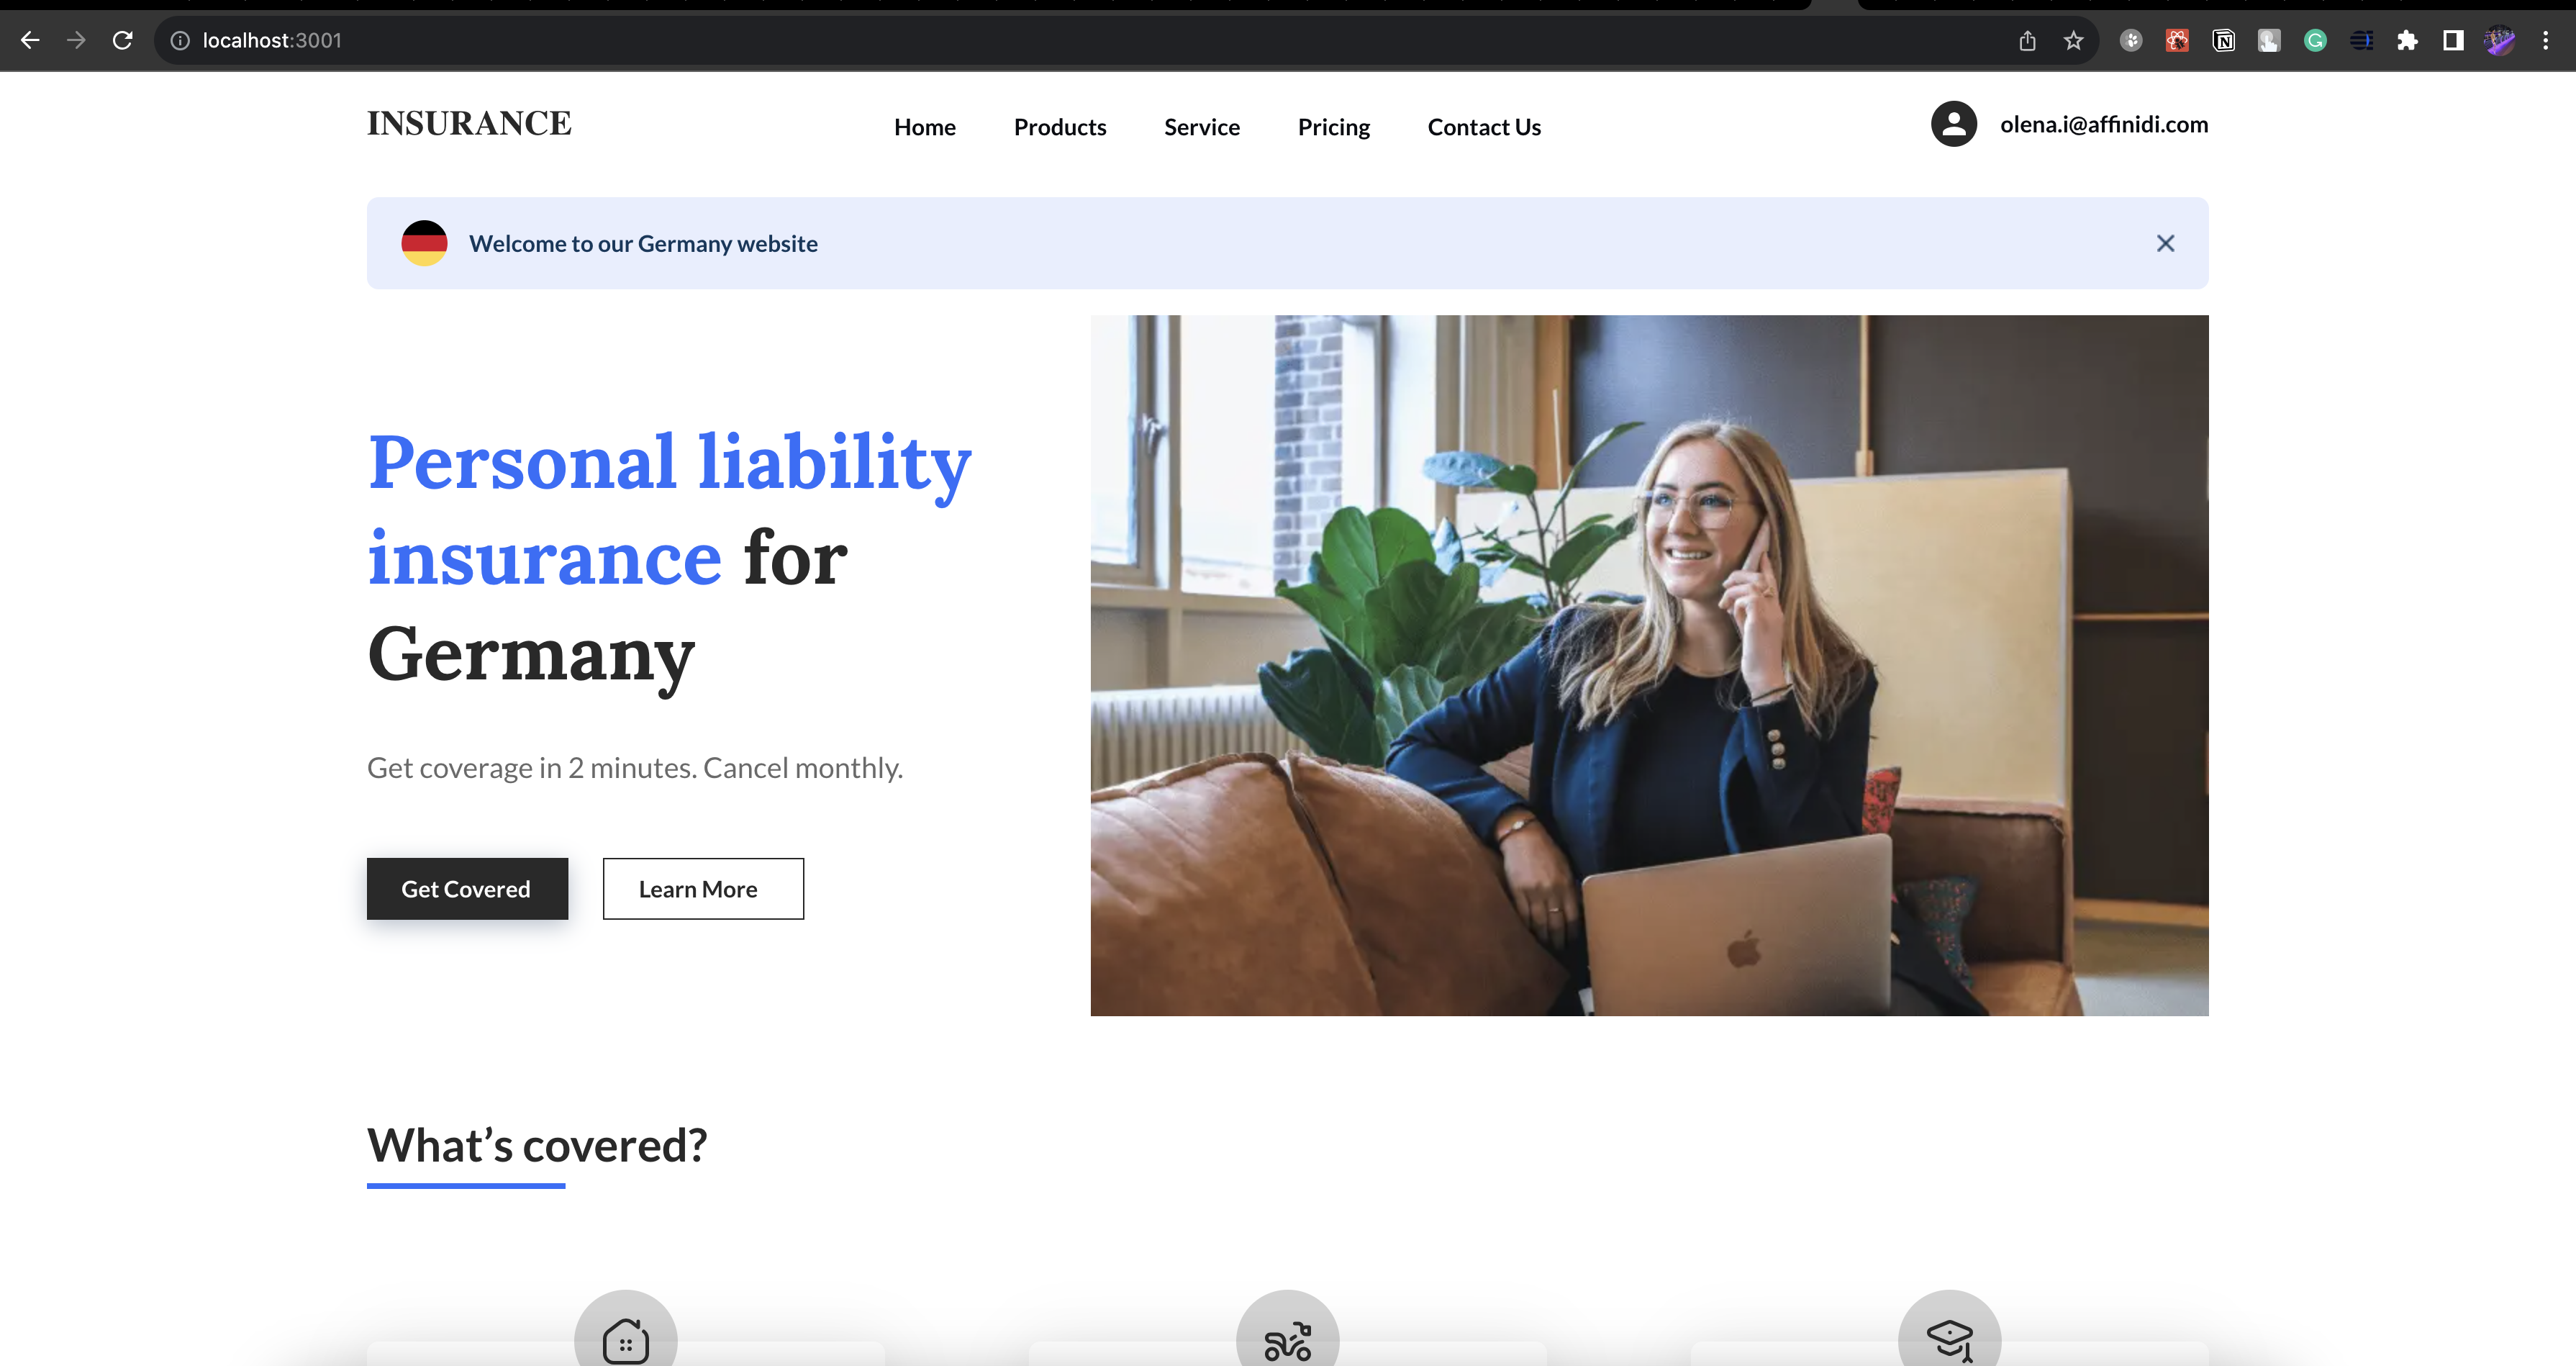 localhost:3001
INSURANCE
Home Products Service Pricing Contact Us
olena.i@affinidi.com
Welcome to our Germany website
Personal liability
insurance for
Germany
Get coverage in 2 minutes. Cancel monthly.
Get Covered Learn More
What’s covered?